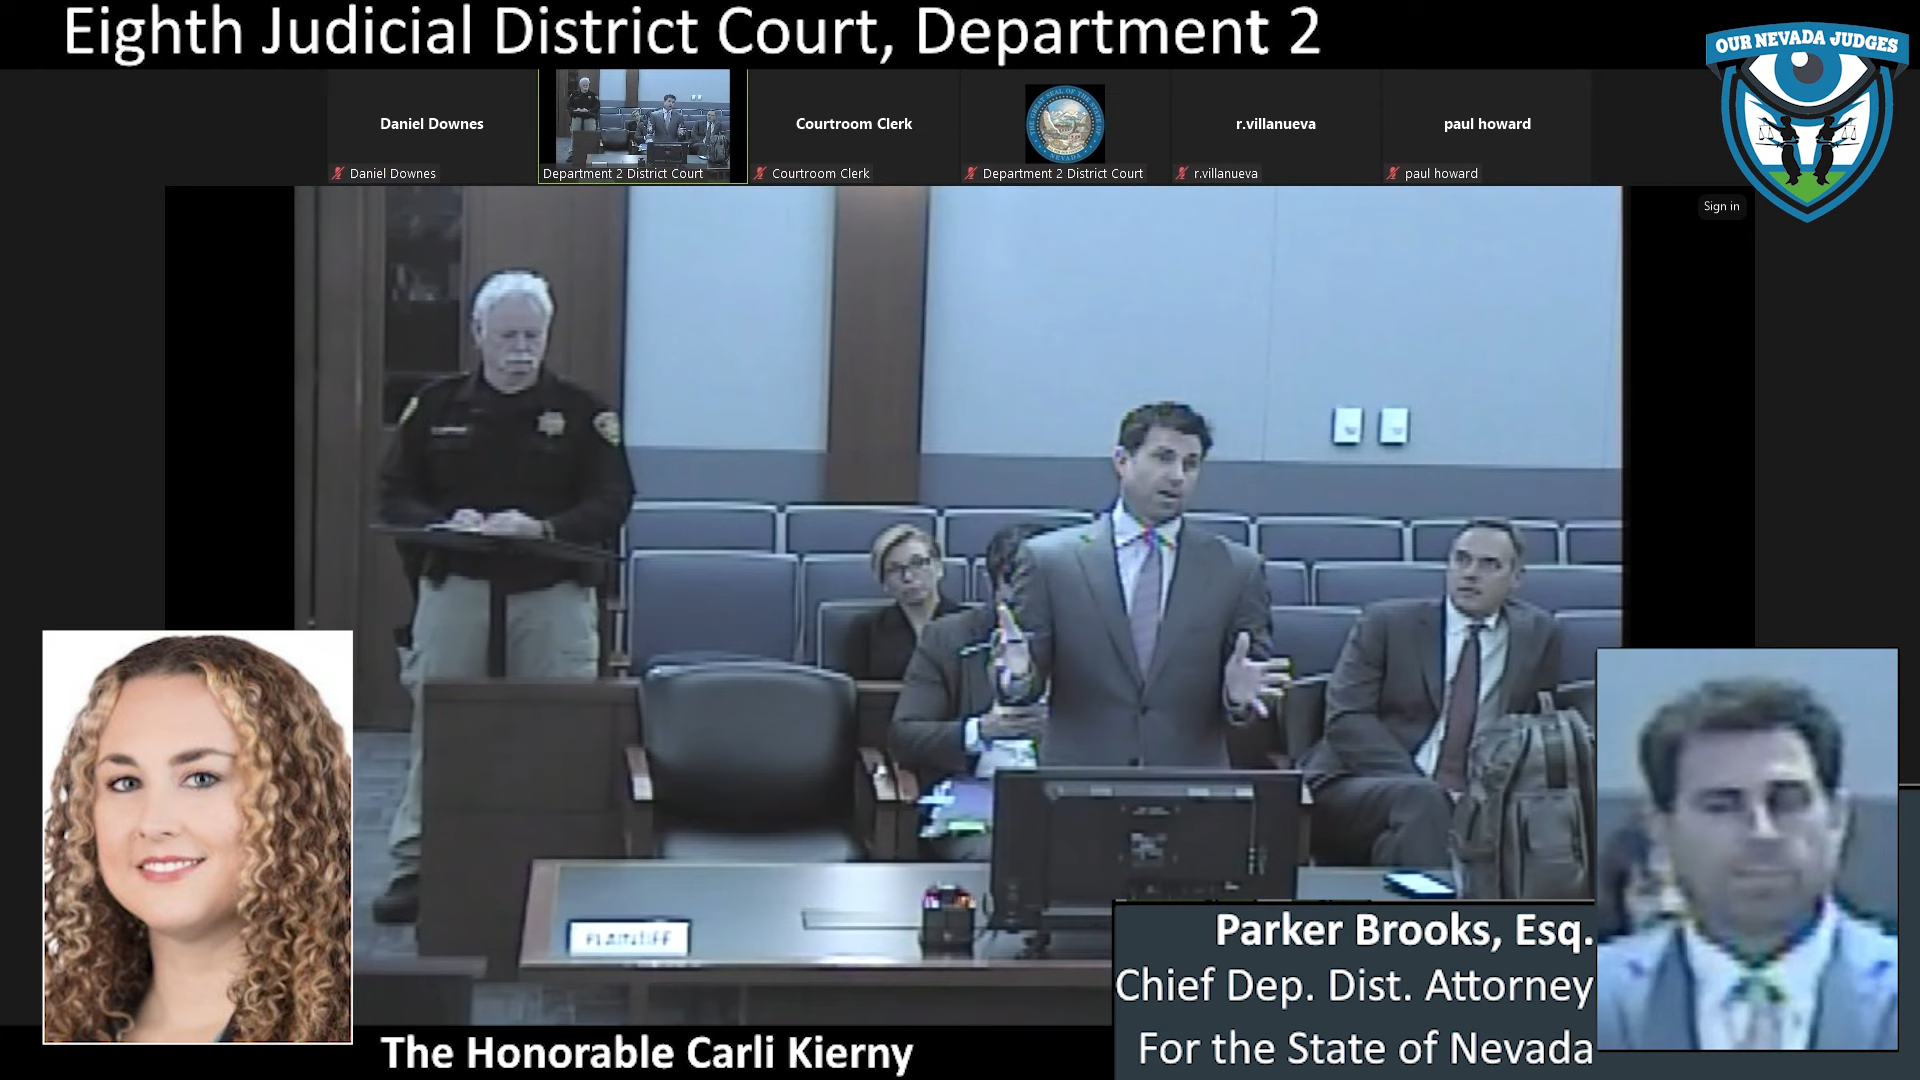 Eighth Judicial District Court, Department 2
OUR NEVADA JUDGES
Daniel Downes
Courtroom Clerk
r.villanueva
paul howard
Daniel Downes
Department 2 District Court
Courtroom Clerk
Department 2 District Court
r.villanueva
paul howard
Sign in
PLAINTIFF
Parker Brooks, Esq.
Chief Dep. Dist. Attorney
For the State of Nevada
The Honorable Carli Kierny